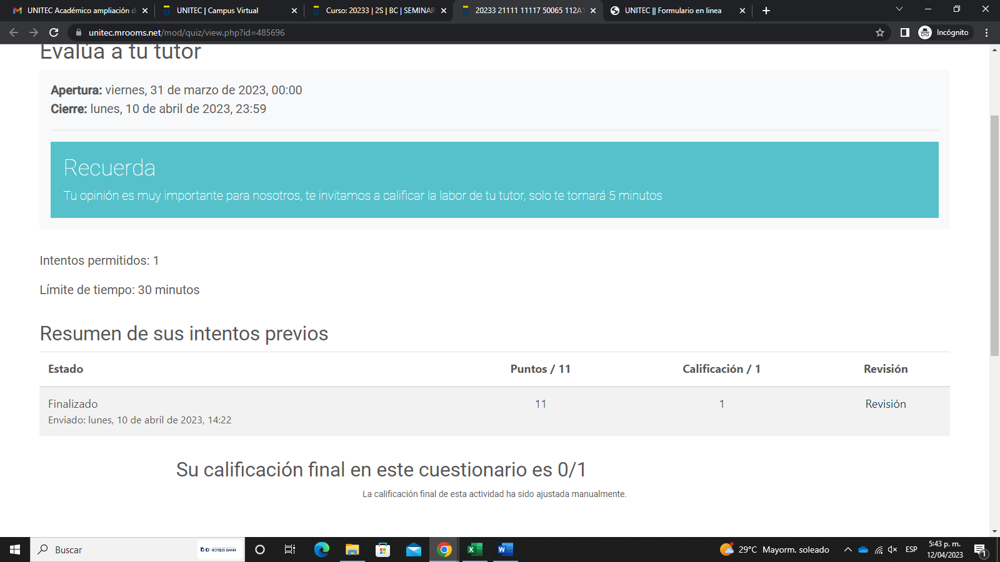 UNITEC Académico ampliación d
UNITEC | Campus Virtual
Curso: 20233 | 2S | BC | SEMINAR
20233 21111 11117 50065 112A1
UNITEC || Formulario en linea
unitec.mrooms.net/mod/quiz/view.php?id=485696
Incógnito
Evalúa a tu tutor
Apertura: viernes, 31 de marzo de 2023, 00:00
Cierre: lunes, 10 de abril de 2023, 23:59
Recuerda
Tu opinión es muy importante para nosotros, te invitamos a calificar la labor de tu tutor, solo te tomará 5 minutos
Intentos permitidos: 1
Límite de tiempo: 30 minutos
Resumen de sus intentos previos
Estado Puntos / 11 Calificación / 1 Revisión
Finalizado 11 1 Revisión
Enviado: lunes, 10 de abril de 2023, 14:22
Su calificación final en este cuestionario es 0/1
La calificación final de esta actividad ha sido ajustada manualmente.
Buscar
HOTELES DANN
29°C Mayorm. soleado
ESP
5:43 p. m.
12/04/2023
1